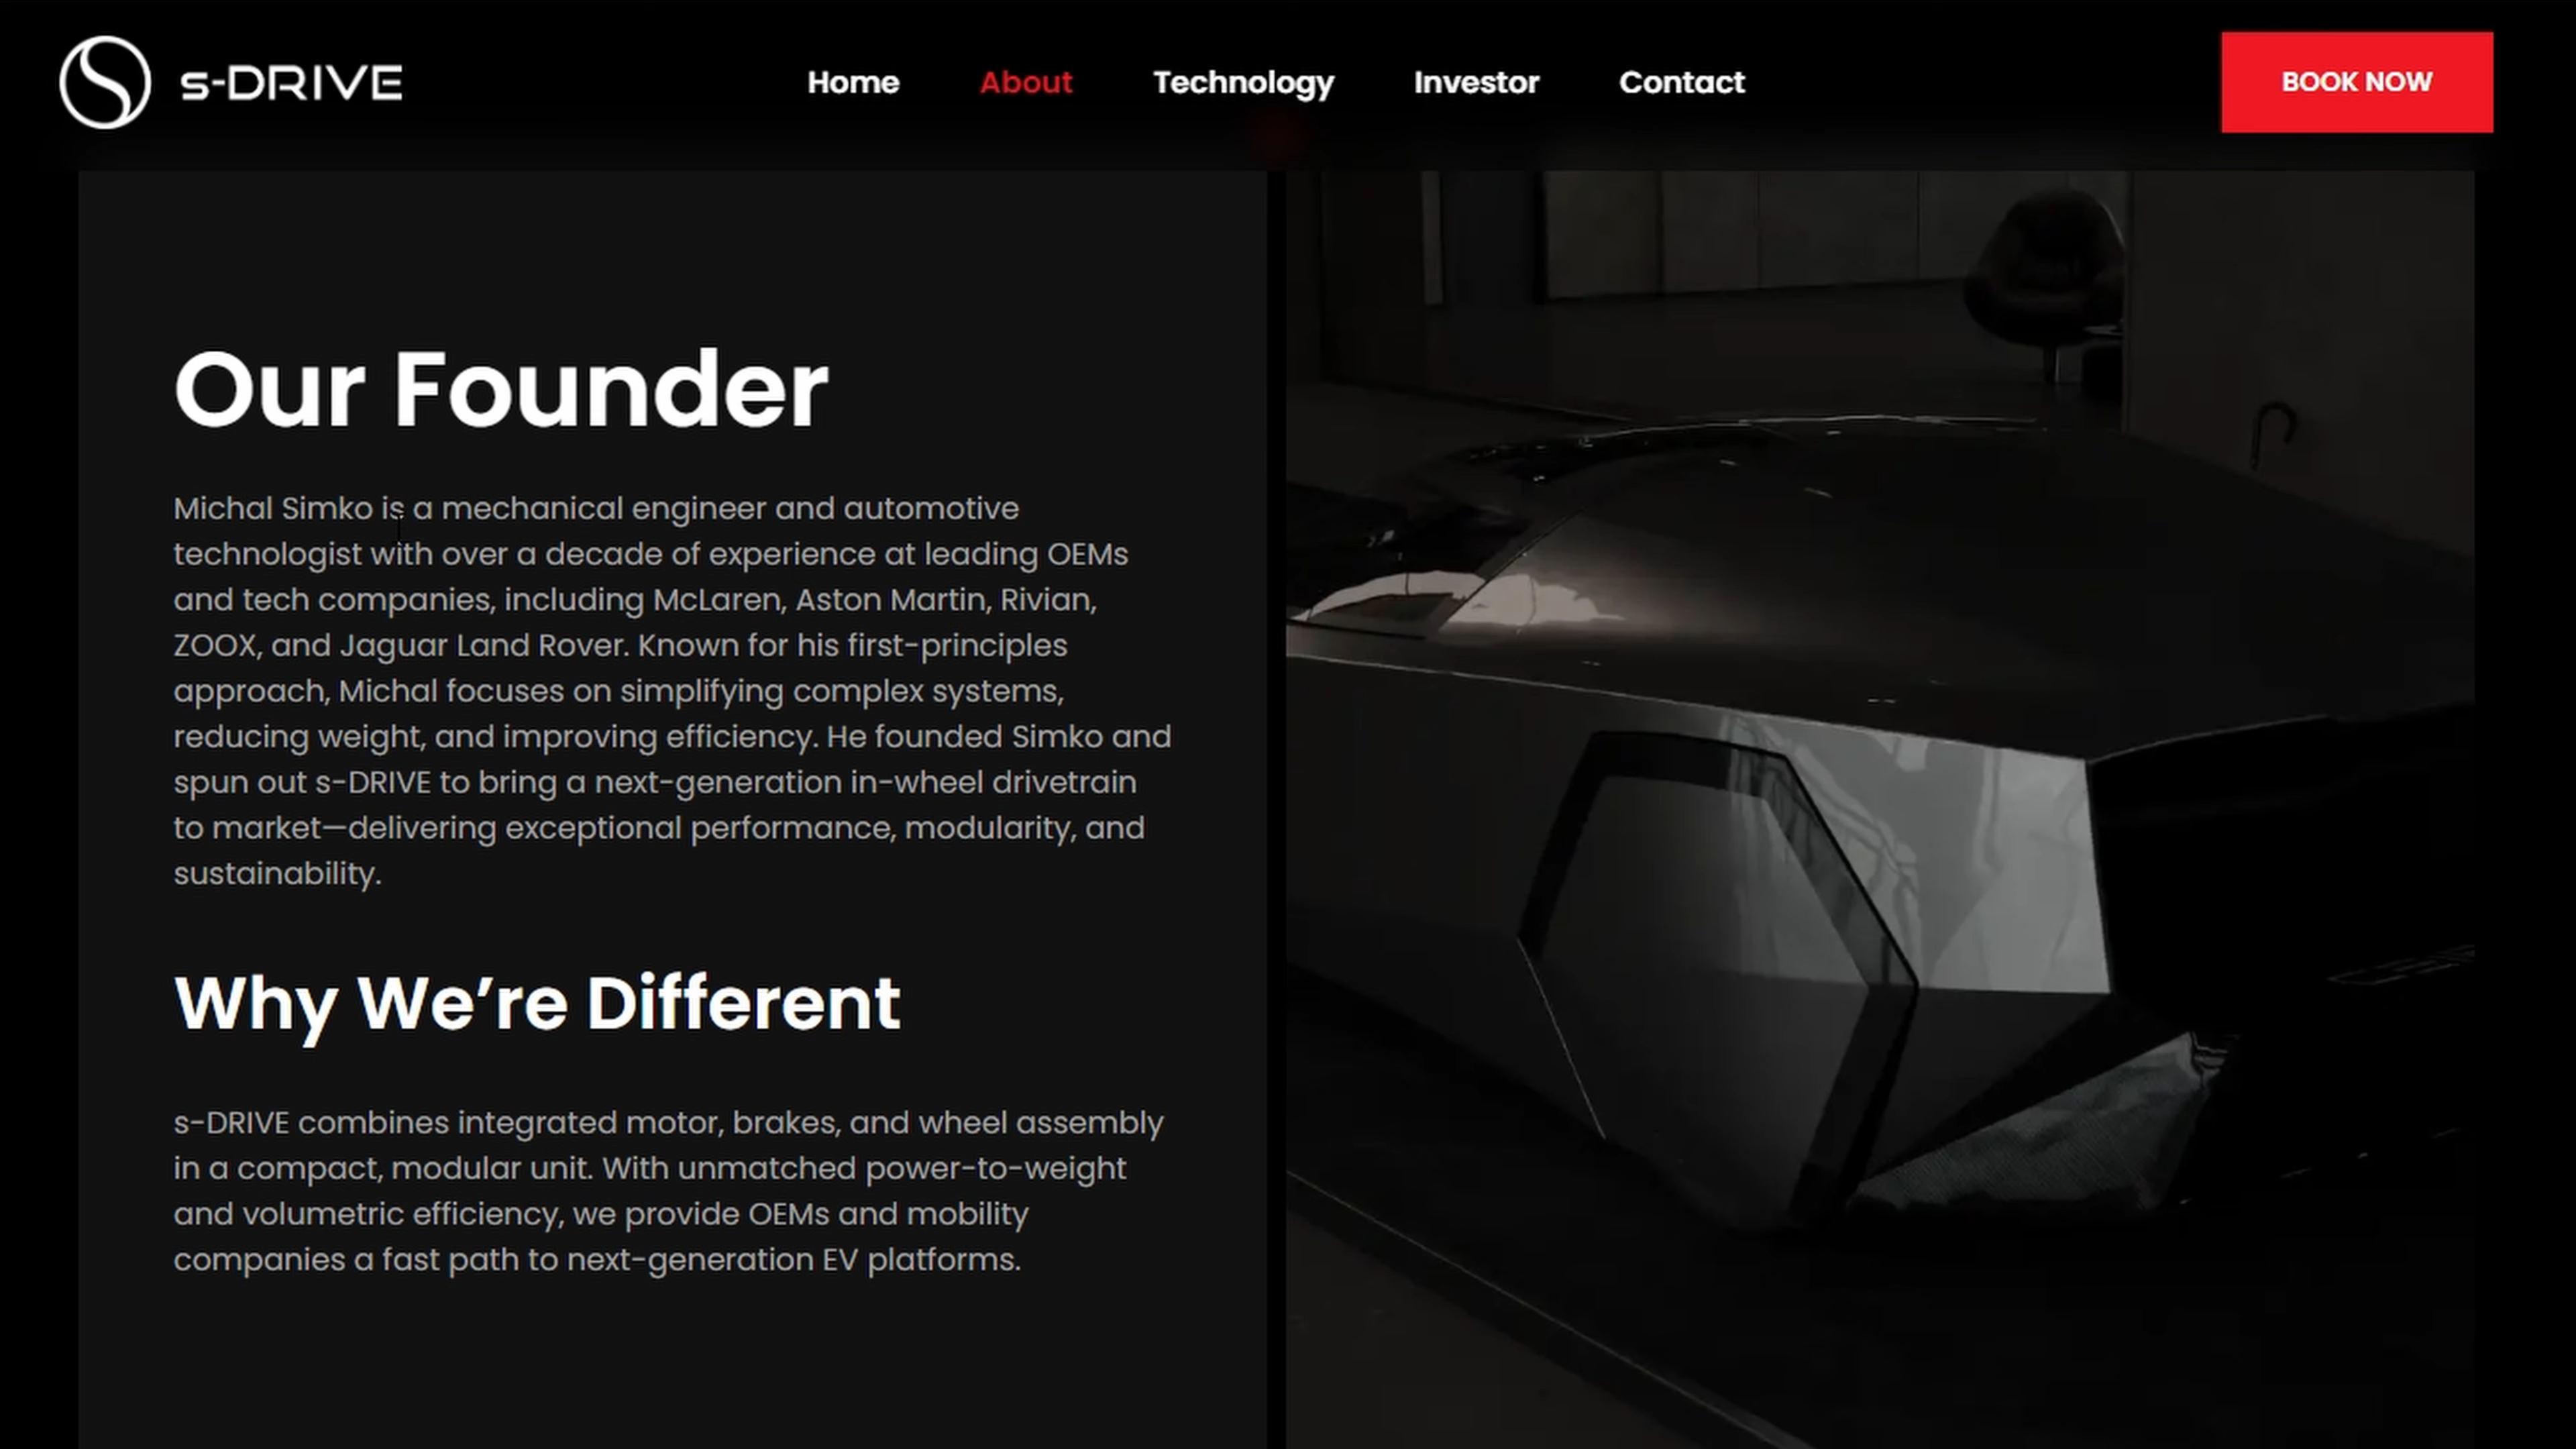 s-DRIVE
Home About Technology Investor Contact
BOOK NOW
Our Founder
Michal Simko is a mechanical engineer and automotive
technologist with over a decade of experience at leading OEMs
and tech companies, including McLaren, Aston Martin, Rivian,
ZOOX, and Jaguar Land Rover. Known for his first-principles
approach, Michal focuses on simplifying complex systems,
reducing weight, and improving efficiency. He founded Simko and
spun out s-DRIVE to bring a next-generation in-wheel drivetrain
to market—delivering exceptional performance, modularity, and
sustainability.
Why We’re Different
s-DRIVE combines integrated motor, brakes, and wheel assembly
in a compact, modular unit. With unmatched power-to-weight
and volumetric efficiency, we provide OEMs and mobility
companies a fast path to next-generation EV platforms.